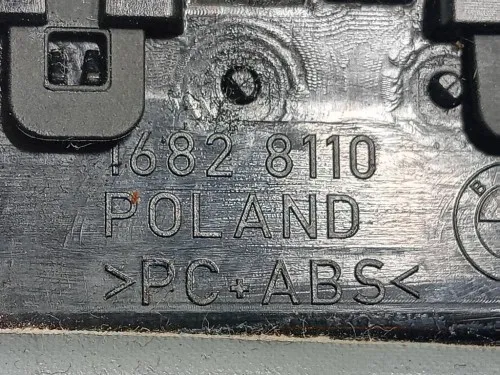 1682 8110
POLAND
>PC+ABS<
B